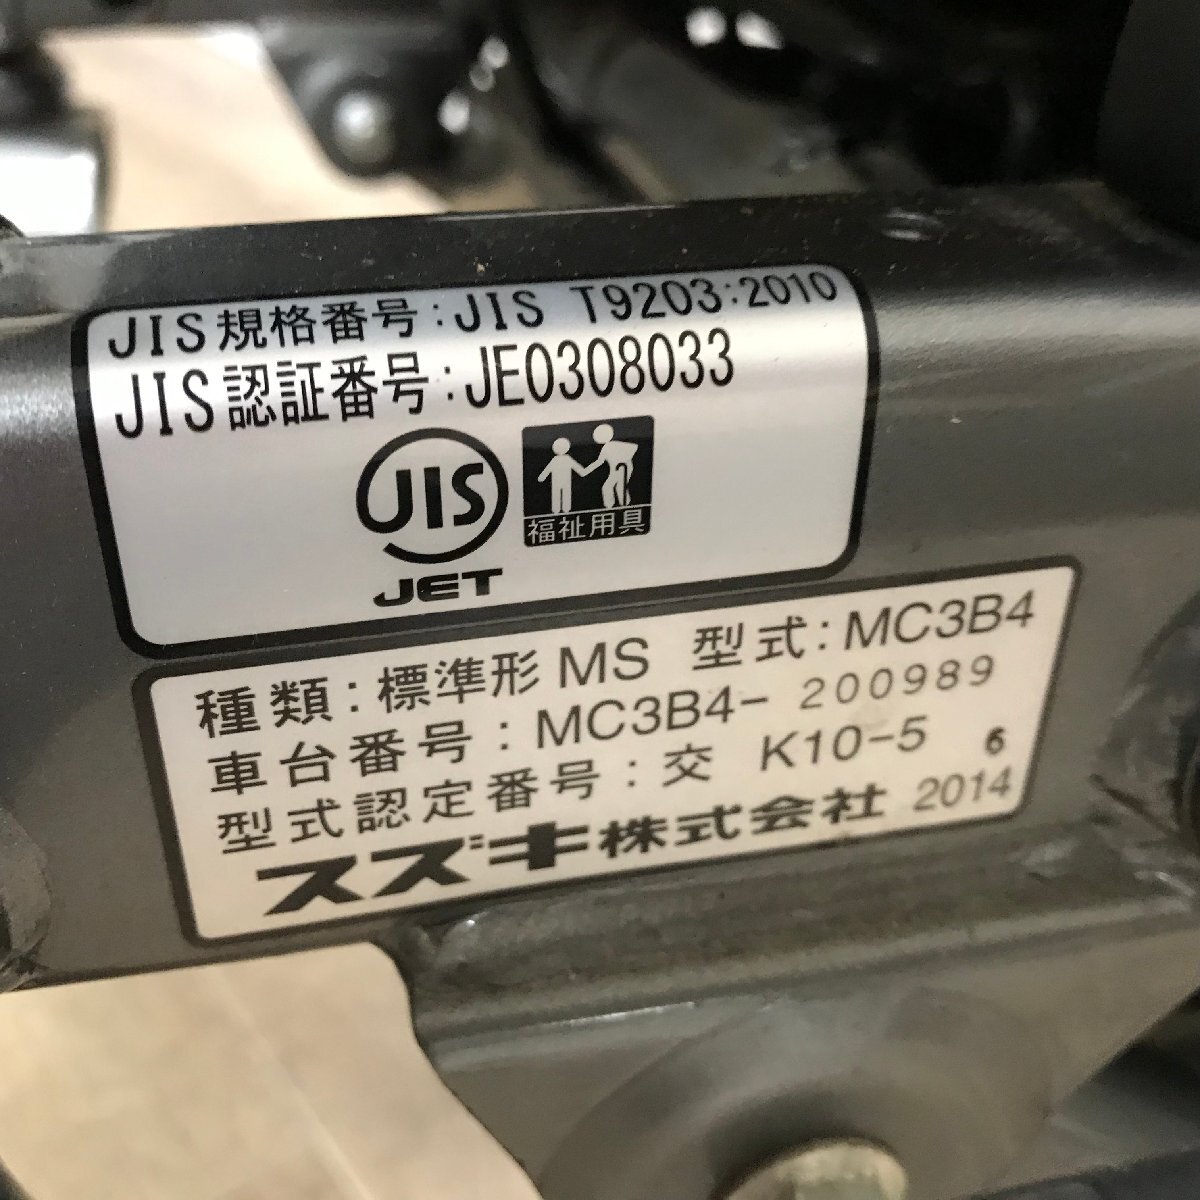 JIS規格番号:JIS T9203:2010
JIS認証番号:JE0308033
JIS
JET
福祉用具
種類:標準形 MS 型式:MC3B4
車台番号:MC3B4-200989
型式認定番号:交 K10-5 6
スズキ株式会社 2014